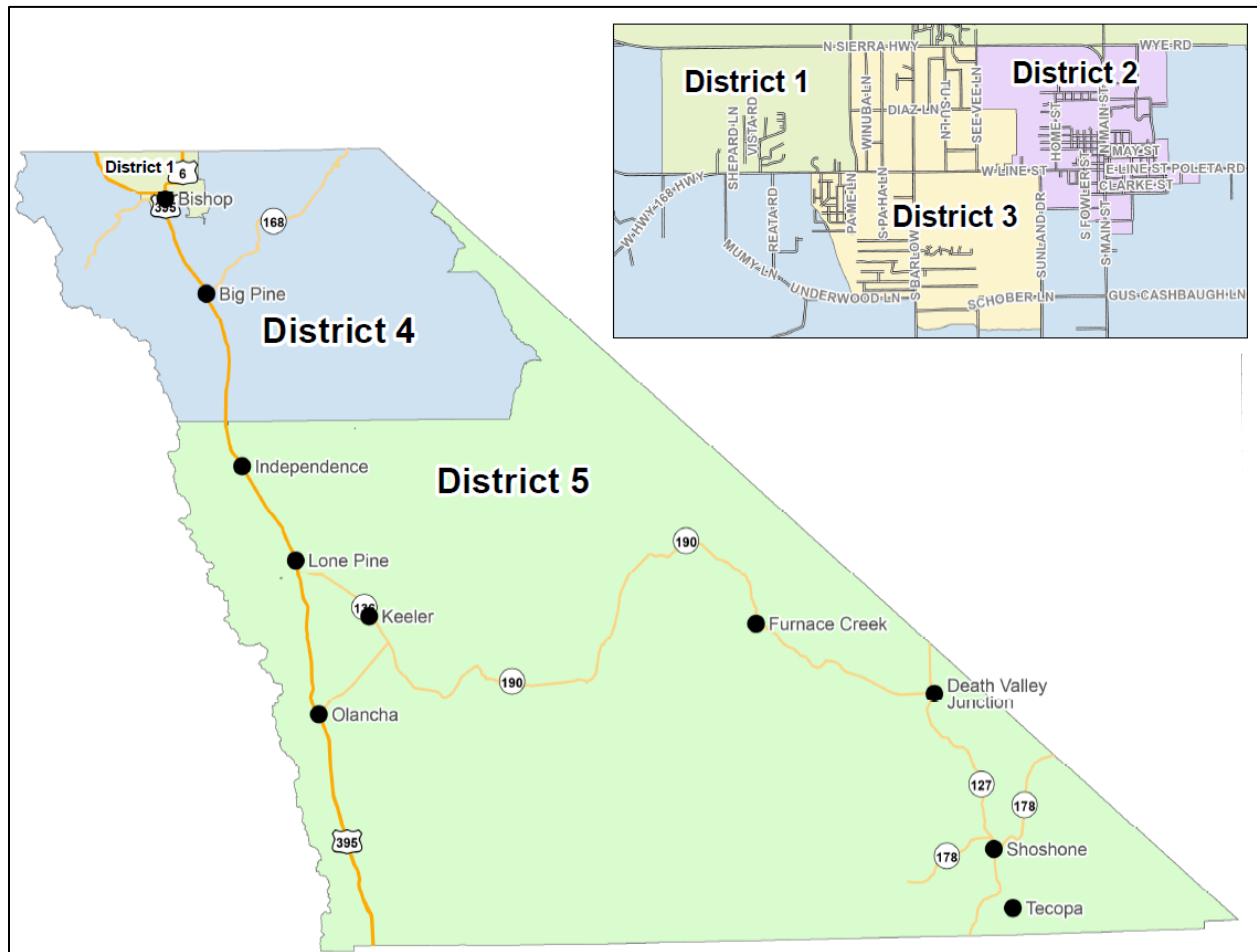 N SIERRA HWY
WYE RD
District 1
District 2
WINUBA LN
TU SU LN
SEE VEE LN
DIAZ LN
HOME ST
N MAIN ST
SHEPARD LN
VISTA RD
MAY ST
W LINE ST
E LINE ST
POLETA RD
CLARKE ST
W HWY 168 HWY
REATA RD
PA ME LN
S PA HA LN
District 3
S BARLOW
SUNLAND DR
S FOWLER ST
S MAIN ST
MUMY LN
UNDERWOOD LN
SCHOBER LN
GUS CASHBAUGH LN
District 1
6
Bishop
395
168
Big Pine
District 4
Independence
District 5
190
Lone Pine
Keeler
Furnace Creek
190
Death Valley
Junction
Olancha
127
178
395
178
Shoshone
Tecopa